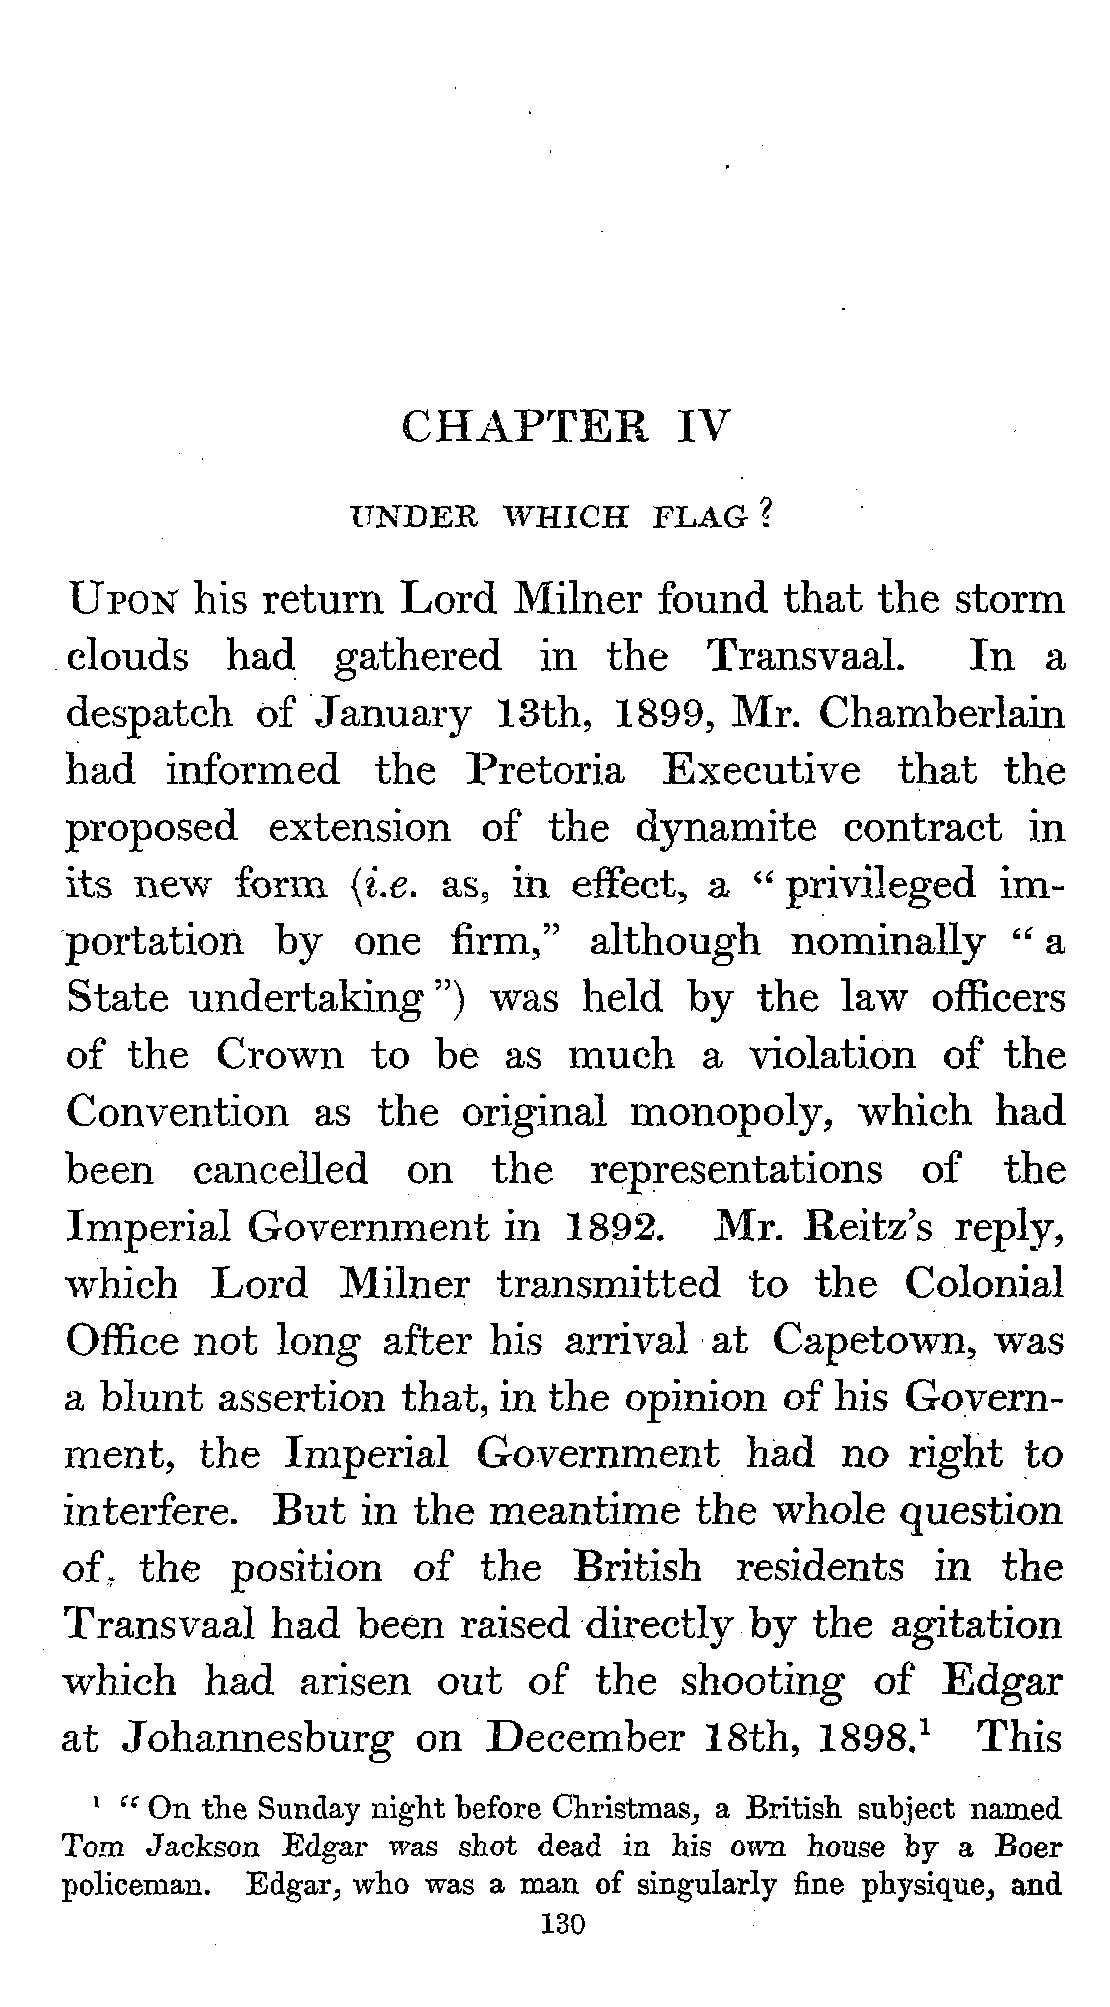 CHAPTER IV
UNDER WHICH FLAG?
UPON his return Lord Milner found that the storm
clouds had gathered in the Transvaal. In a
despatch of January 13th, 1899, Mr. Chamberlain
had informed the Pretoria Executive that the
proposed extension of the dynamite contract in
its new form (i.e. as, in effect, a “privileged im-
portation by one firm,” although nominally “a
State undertaking”) was held by the law officers
of the Crown to be as much a violation of the
Convention as the original monopoly, which had
been cancelled on the representations of the
Imperial Government in 1892. Mr. Reitz’s reply,
which Lord Milner transmitted to the Colonial
Office not long after his arrival at Capetown, was
a blunt assertion that, in the opinion of his Govern-
ment, the Imperial Government had no right to
interfere. But in the meantime the whole question
of the position of the British residents in the
Transvaal had been raised directly by the agitation
which had arisen out of the shooting of Edgar
at Johannesburg on December 18th, 1898.¹ This
¹ “On the Sunday night before Christmas, a British subject named
Tom Jackson Edgar was shot dead in his own house by a Boer
policeman. Edgar, who was a man of singularly fine physique, and
130